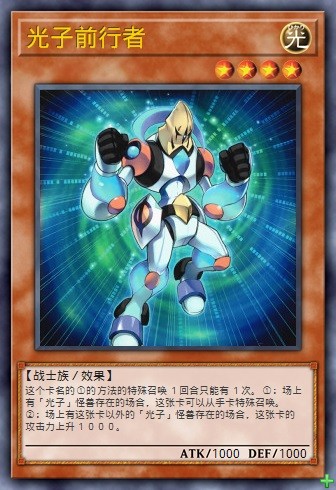 光子前行者
光
【战士族／效果】
这个卡名的①的方法的特殊召唤１回合只能有１次。①：场上
有「光子」怪兽存在的场合，这张卡可以从手卡特殊召唤。
②：场上有这张卡以外的「光子」怪兽存在的场合，这张卡的
攻击力上升１０００。
ATK/1000 DEF/1000